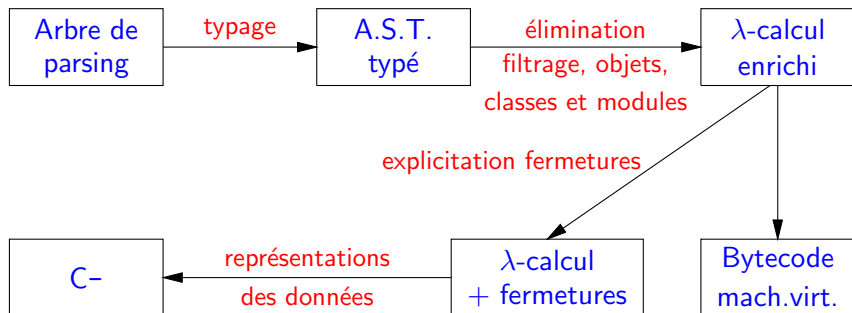 Arbre de
parsing
typage
A.S.T.
typé
élimination
filtrage, objets,
classes et modules
λ-calcul
enrichi
explicitation fermetures
C–
représentations
des données
λ-calcul
+ fermetures
Bytecode
mach.virt.